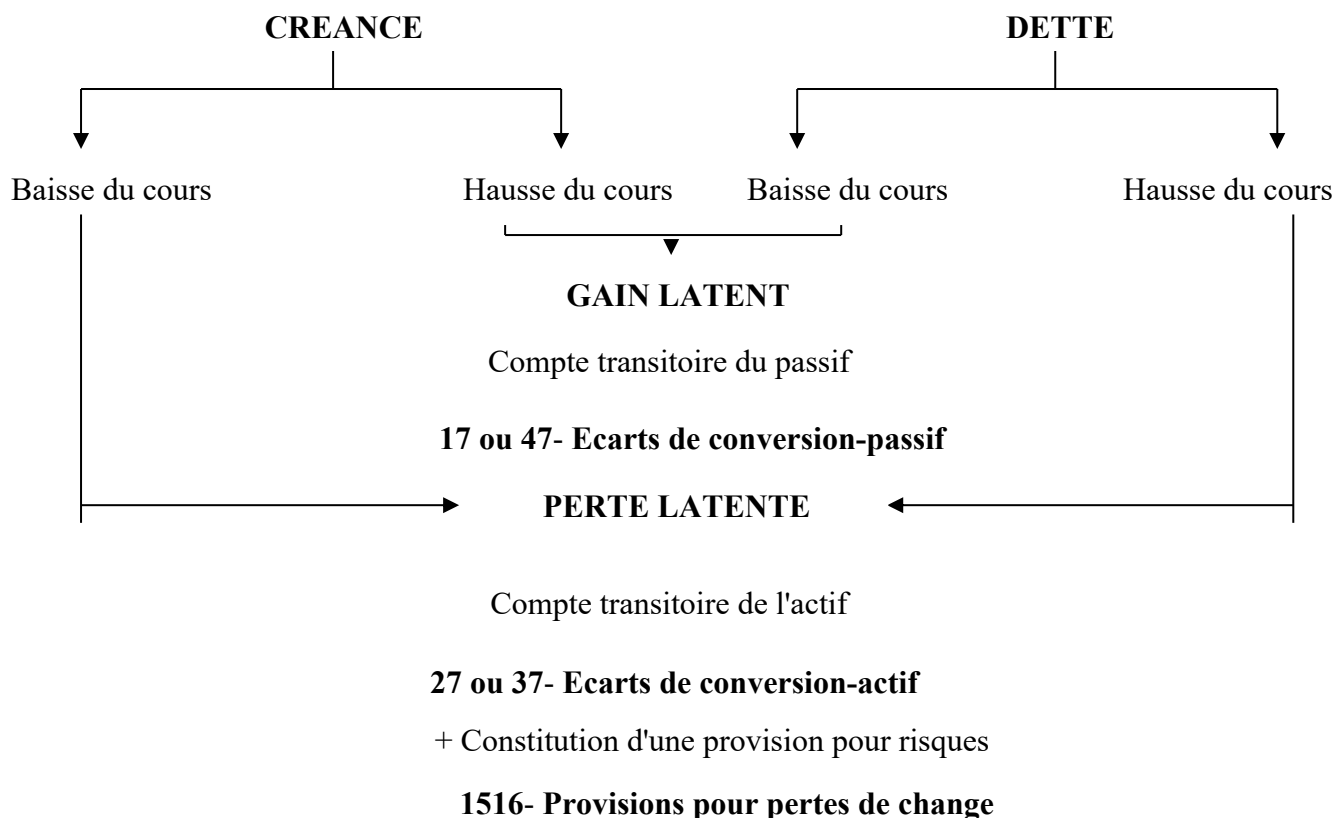 CREANCE DETTE
Baisse du cours Hausse du cours Baisse du cours Hausse du cours
GAIN LATENT
Compte transitoire du passif
17 ou 47- Ecarts de conversion-passif
PERTE LATENTE
Compte transitoire de l'actif
27 ou 37- Ecarts de conversion-actif
+ Constitution d'une provision pour risques
1516- Provisions pour pertes de change